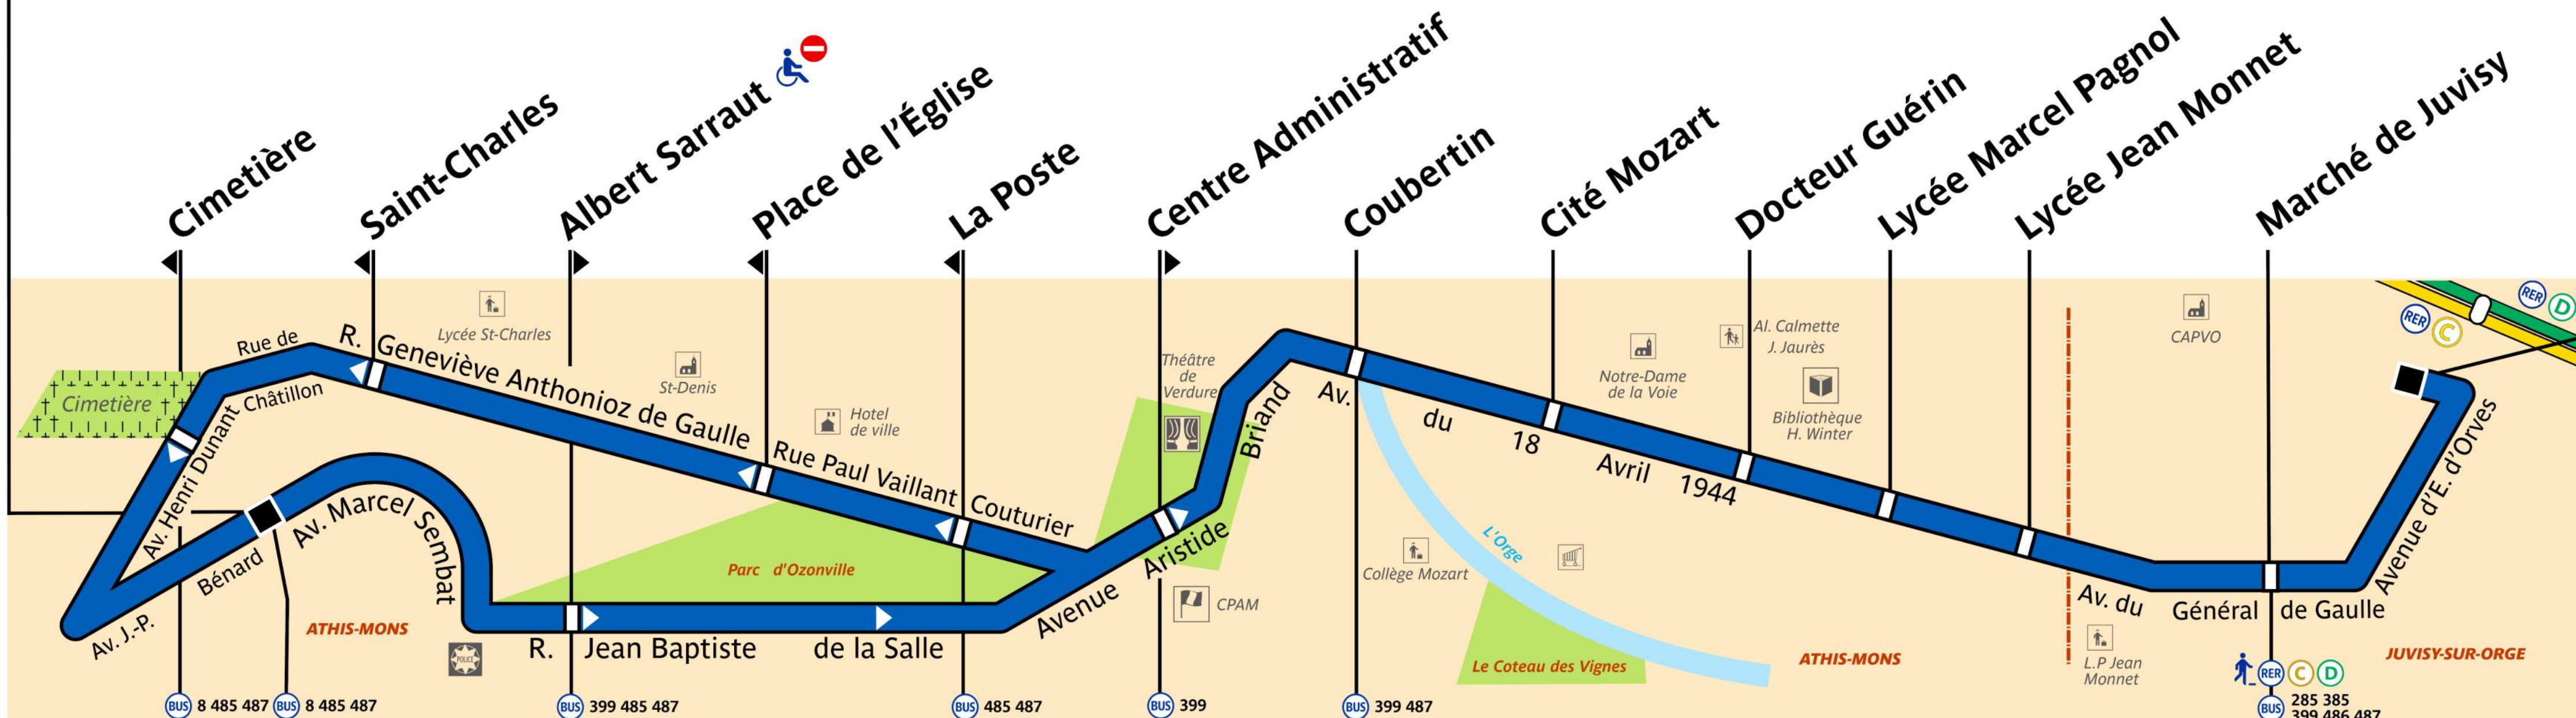 Cimetière
Saint-Charles
Albert Sarraut
Place de l'Église
La Poste
Centre Administratif
Coubertin
Cité Mozart
Docteur Guérin
Lycée Marcel Pagnol
Lycée Jean Monnet
Marché de Juvisy
RER D
RER C
Lycée St-Charles
Rue de
Châtillon
R. Geneviève Anthonioz de Gaulle
St-Denis
Hotel
de ville
Rue Paul Vaillant Couturier
Cimetière
Av. Henri Dunant
Av. J.-P.
Bénard
Av. Marcel Sembat
ATHIS-MONS
POLICE
R. Jean Baptiste de la Salle
Parc d'Ozonville
Théâtre
de
Verdure
Avenue Aristide Briand
CPAM
Av. du 18 Avril 1944
Notre-Dame
de la Voie
Al. Calmette
J. Jaurès
Bibliothèque
H. Winter
Collège Mozart
L'Orge
Le Coteau des Vignes
ATHIS-MONS
CAPVO
Av. du Général de Gaulle
Avenue d'E. d'Orves
L.P Jean
Monnet
JUVISY-SUR-ORGE
BUS 8 485 487
BUS 8 485 487
BUS 399 485 487
BUS 485 487
BUS 399
BUS 399 487
RER C D
BUS 285 385
399 486 487